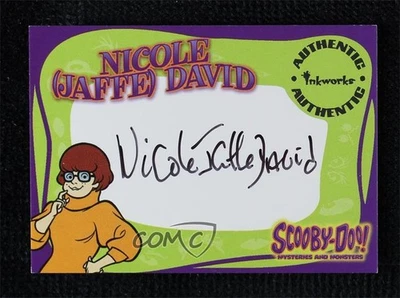 NICOLE
(JAFFE) DAVID
AUTHENTIC
inkworks
AUTHENTIC
Nicole Jaffe David
COMC
SCOOBY-DOO!
MYSTERIES AND MONSTERS